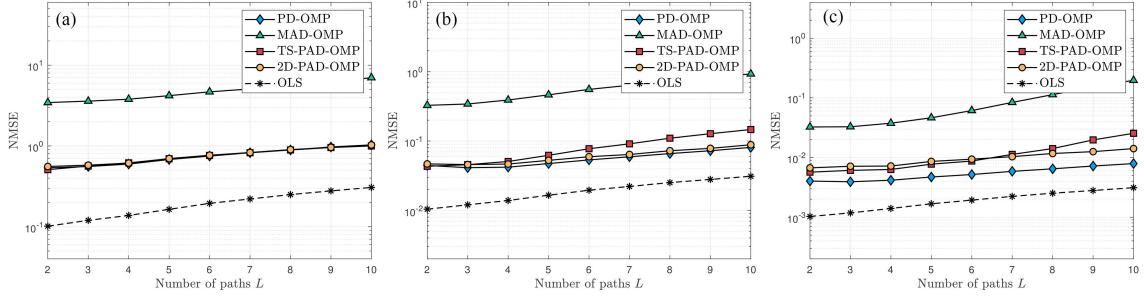 (a)
PD-OMP
MAD-OMP
TS-PAD-OMP
2D-PAD-OMP
OLS
10^1
10^0
10^-1
NMSE
2 3 4 5 6 7 8 9 10
Number of paths L
(b)
PD-OMP
MAD-OMP
TS-PAD-OMP
2D-PAD-OMP
OLS
10^0
10^-1
10^-2
NMSE
2 3 4 5 6 7 8 9 10
Number of paths L
(c)
PD-OMP
MAD-OMP
TS-PAD-OMP
2D-PAD-OMP
OLS
10^0
10^-1
10^-2
10^-3
NMSE
2 3 4 5 6 7 8 9 10
Number of paths L